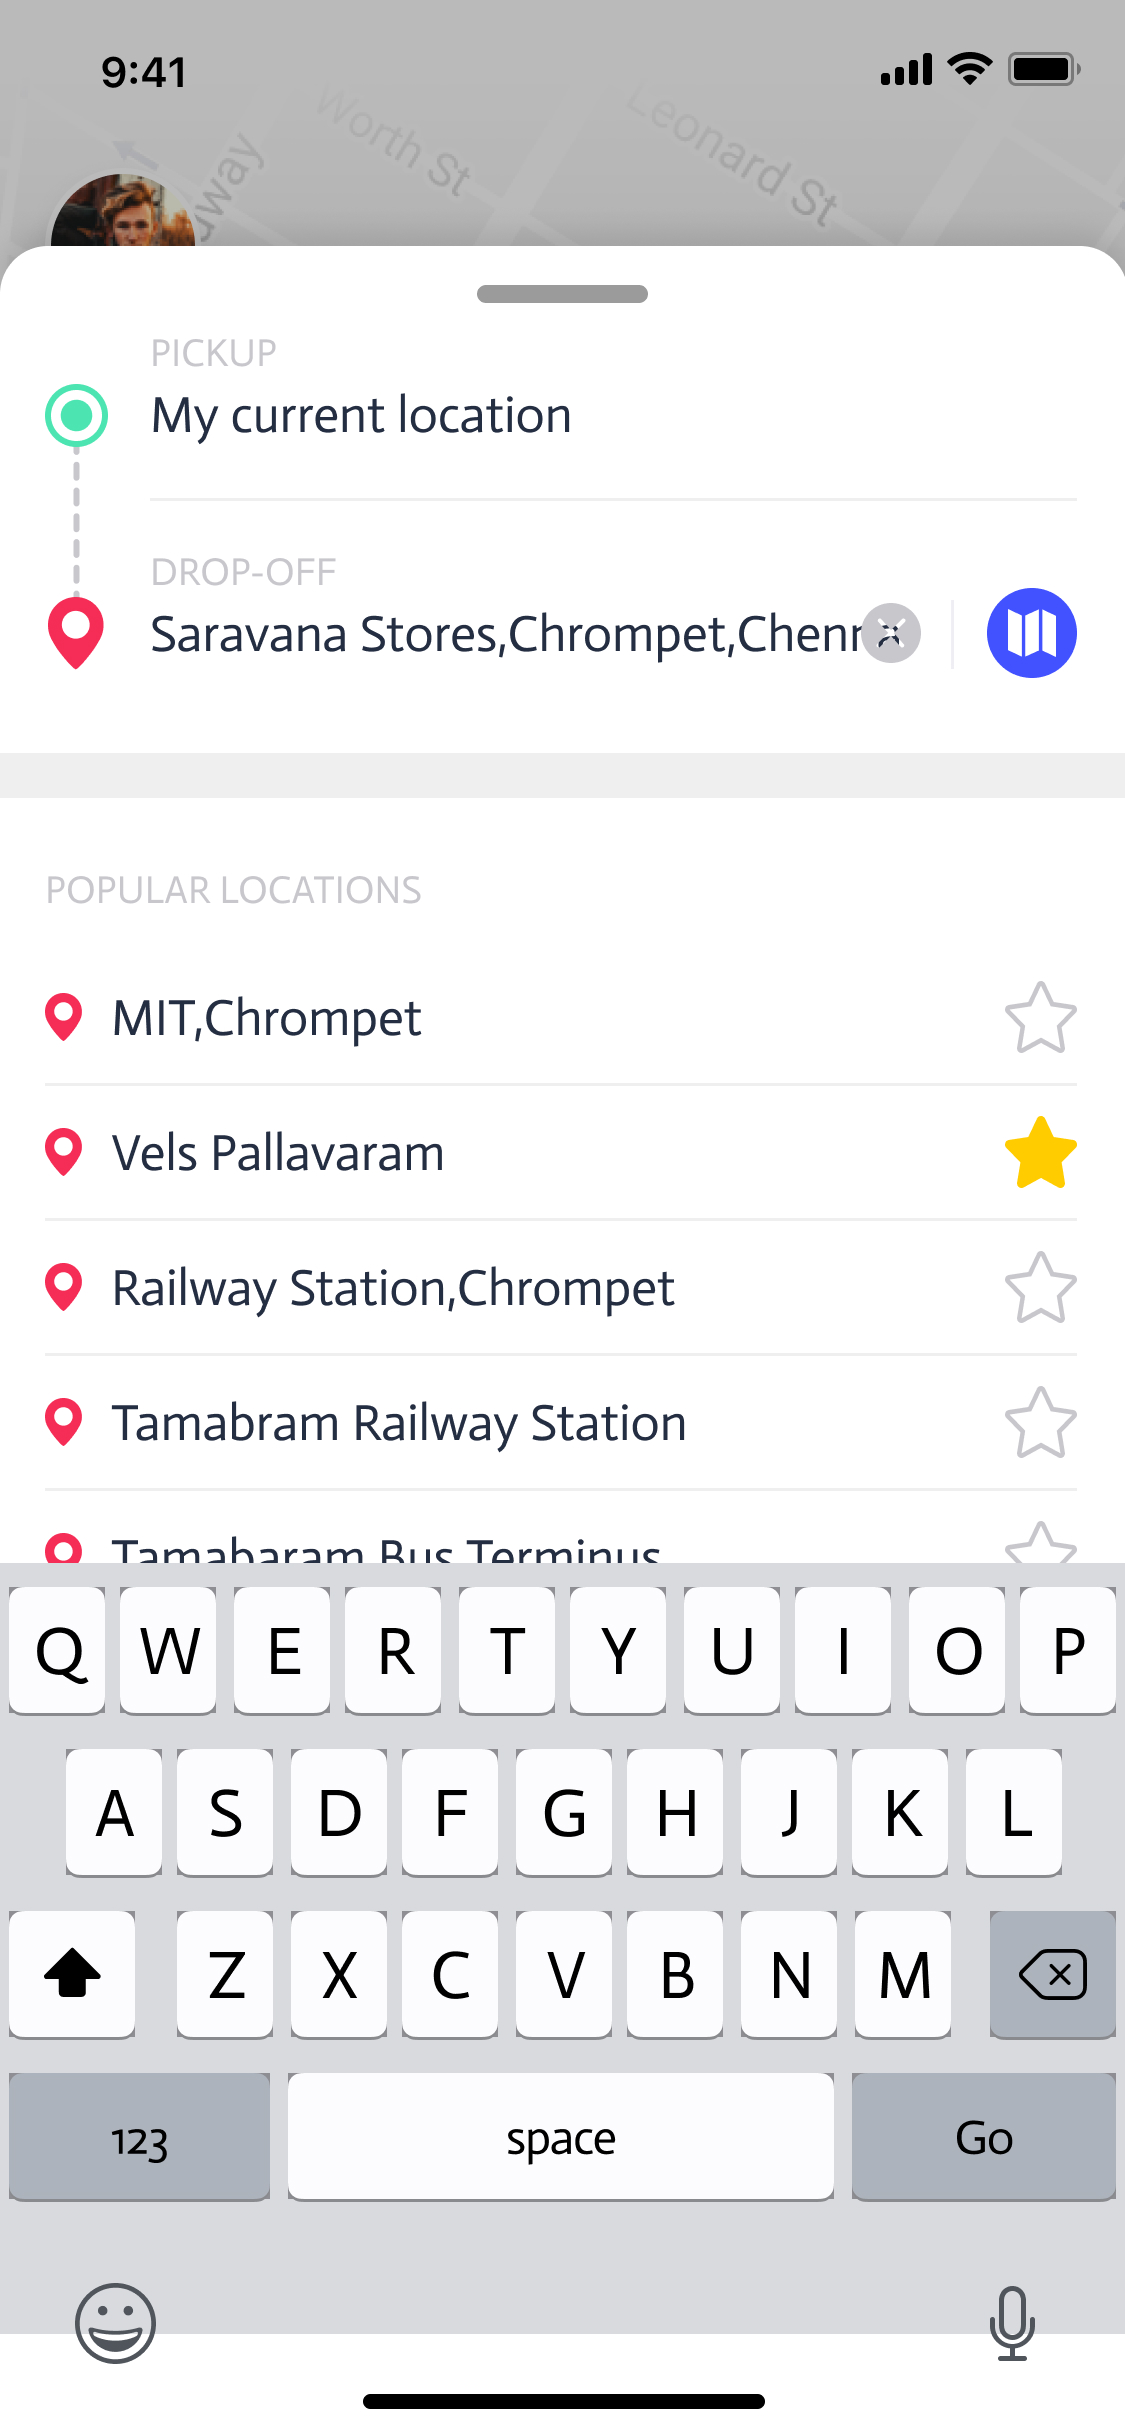 9:41
Worth St
Leonard St
PICKUP
My current location
DROP-OFF
Saravana Stores,Chrompet,Chenn
POPULAR LOCATIONS
MIT,Chrompet
Vels Pallavaram
Railway Station,Chrompet
Tamabram Railway Station
Tamabaram Bus Terminus
Q W E R T Y U I O P
A S D F G H J K L
Z X C V B N M
123 space Go